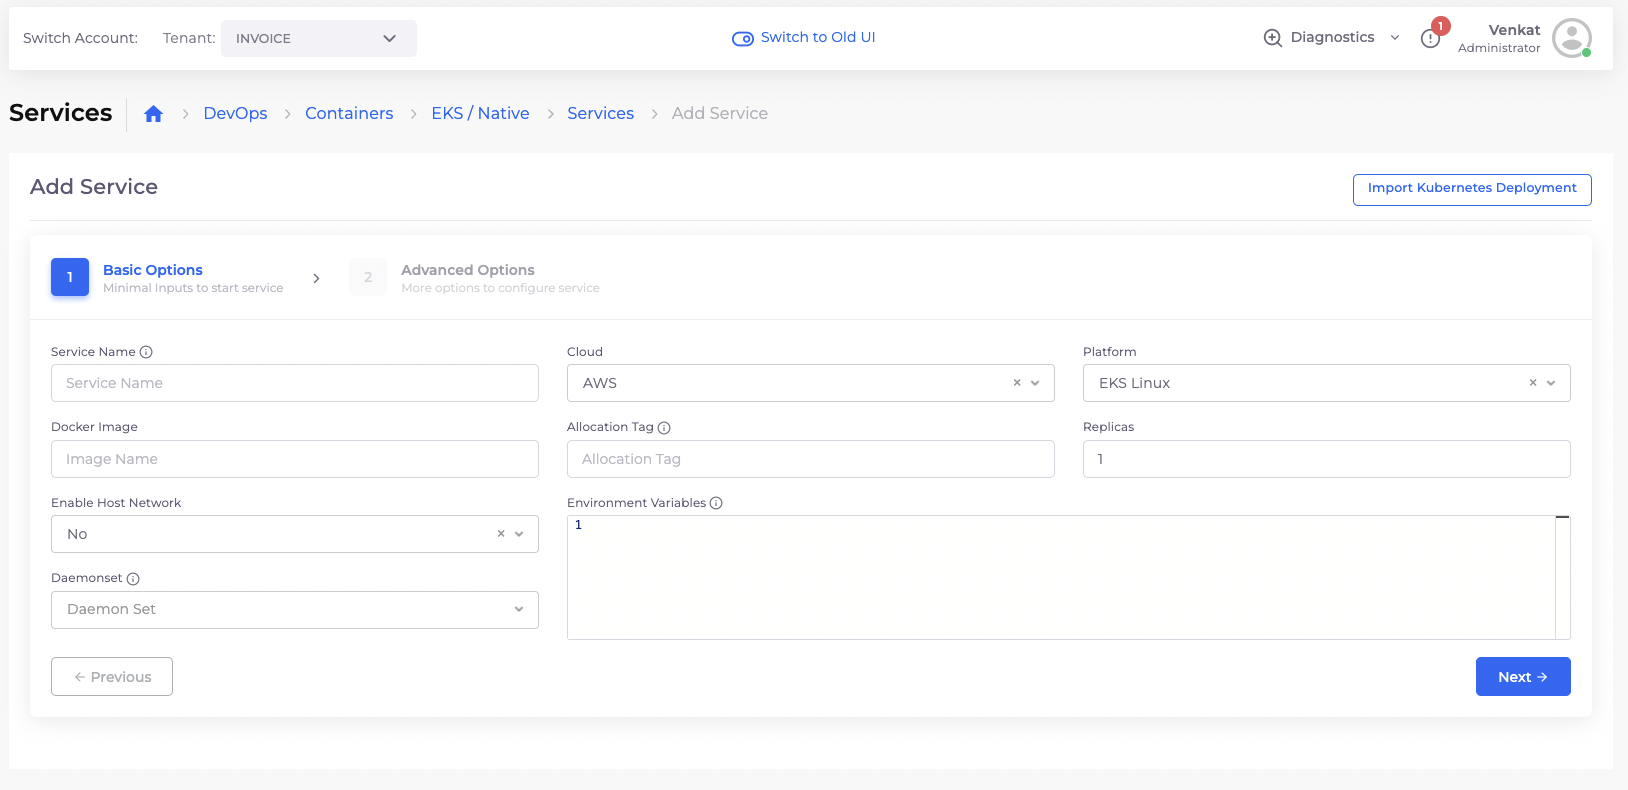 Switch Account: Tenant: INVOICE Switch to Old UI Diagnostics 1 Venkat
Administrator
Services DevOps Containers EKS / Native Services Add Service
Add Service Import Kubernetes Deployment
1 Basic Options 2 Advanced Options
Minimal Inputs to start service More options to configure service
Service Name Cloud Platform
Service Name AWS EKS Linux
Docker Image Allocation Tag Replicas
Image Name Allocation Tag 1
Enable Host Network Environment Variables
No 1
Daemonset
Daemon Set
Previous Next